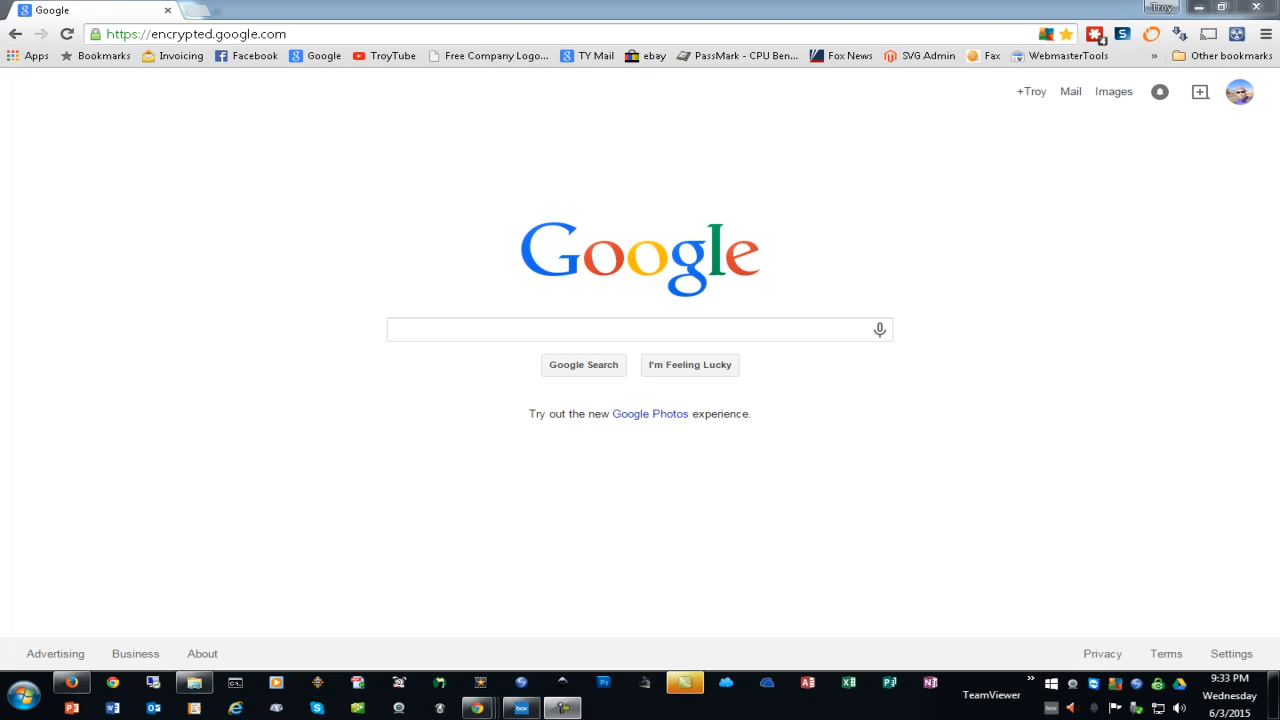 Google
Troy
https://encrypted.google.com
4
Apps Bookmarks Invoicing Facebook Google TroyTube Free Company Logo... TY Mail ebay PassMark - CPU Ben... Fox News SVG Admin Fax WebmasterTools » Other bookmarks
+Troy Mail Images
Google
Google Search I'm Feeling Lucky
Try out the new Google Photos experience.
Advertising Business About Privacy Terms Settings
9:33 PM
TeamViewer » Wednesday
6/3/2015